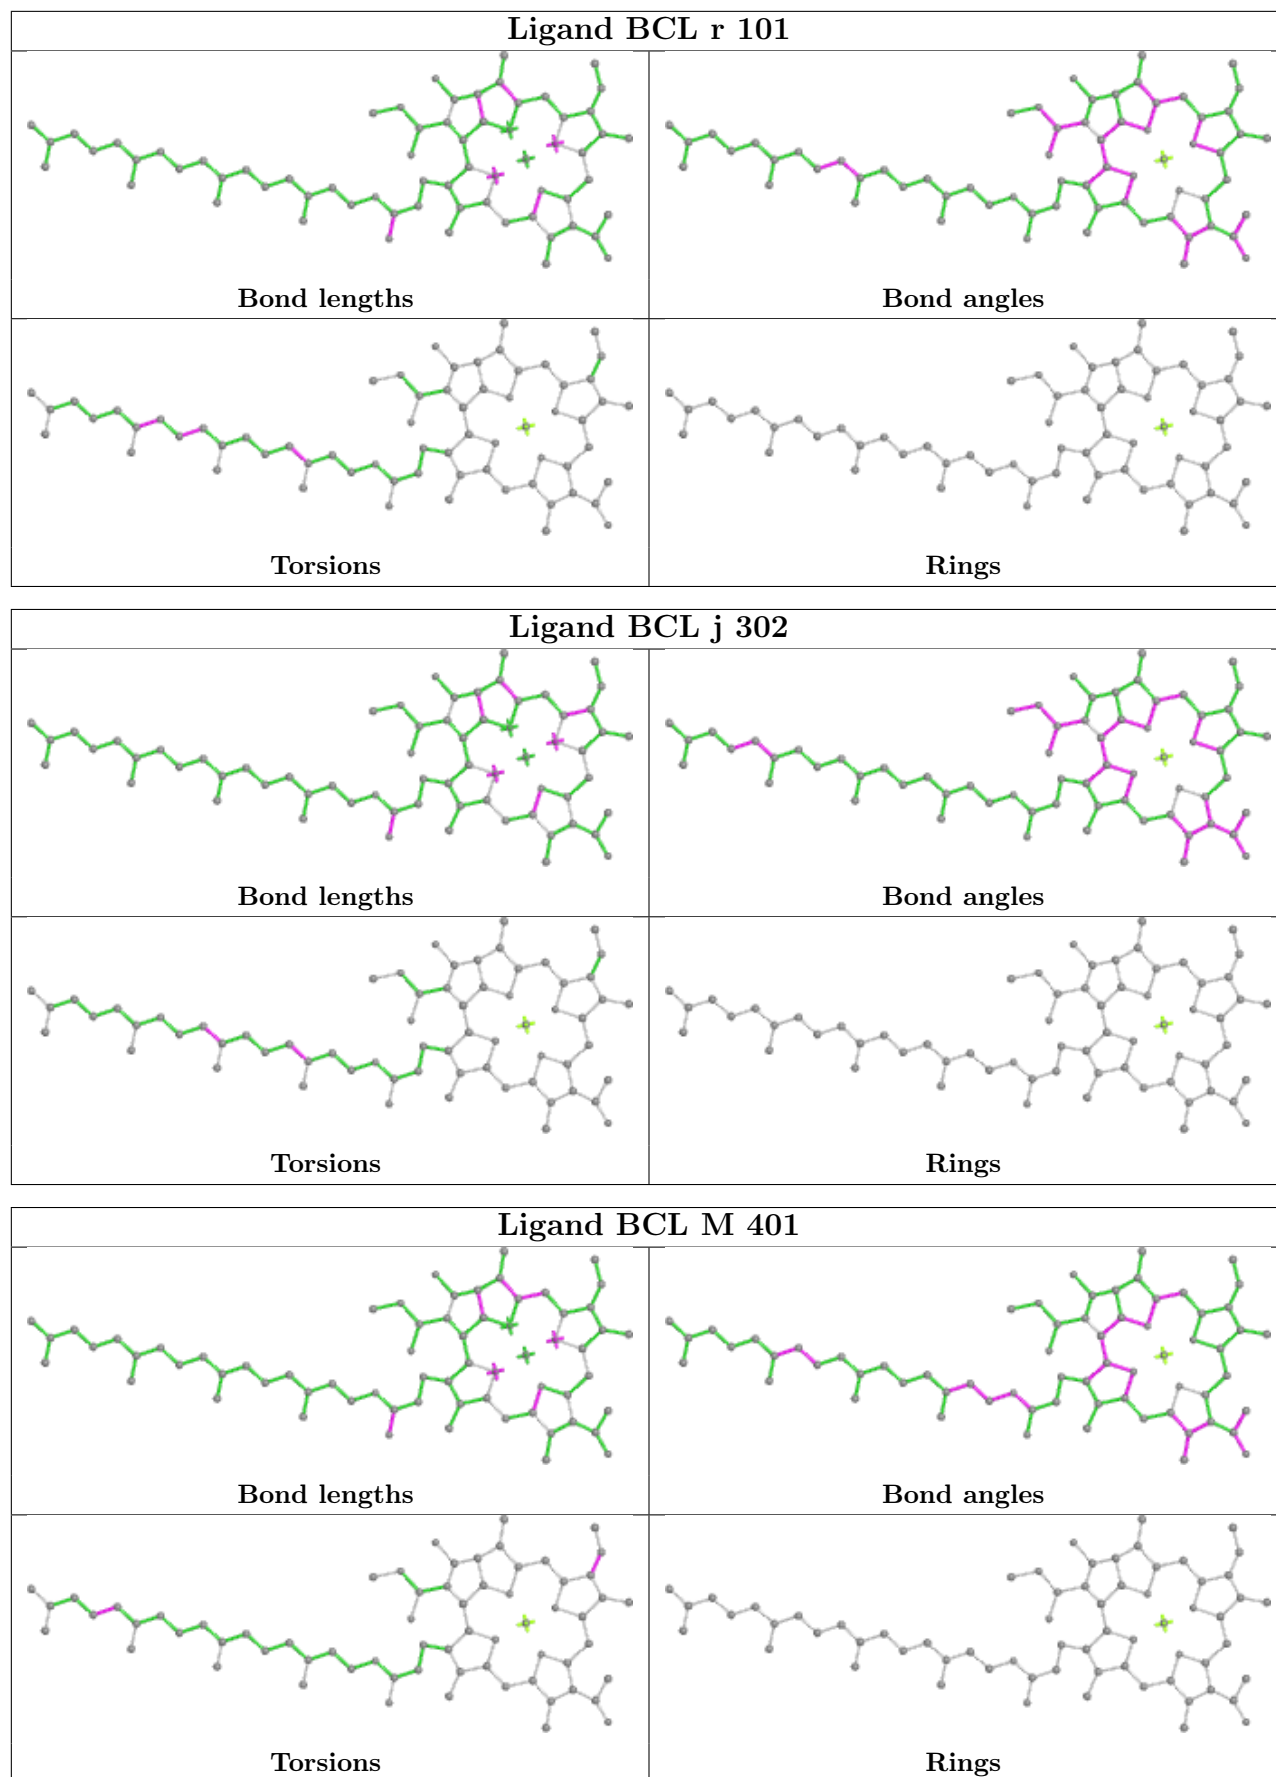 Ligand BCL r 101
Bond lengths
Bond angles
Torsions
Rings
Ligand BCL j 302
Bond lengths
Bond angles
Torsions
Rings
Ligand BCL M 401
Bond lengths
Bond angles
Torsions
Rings